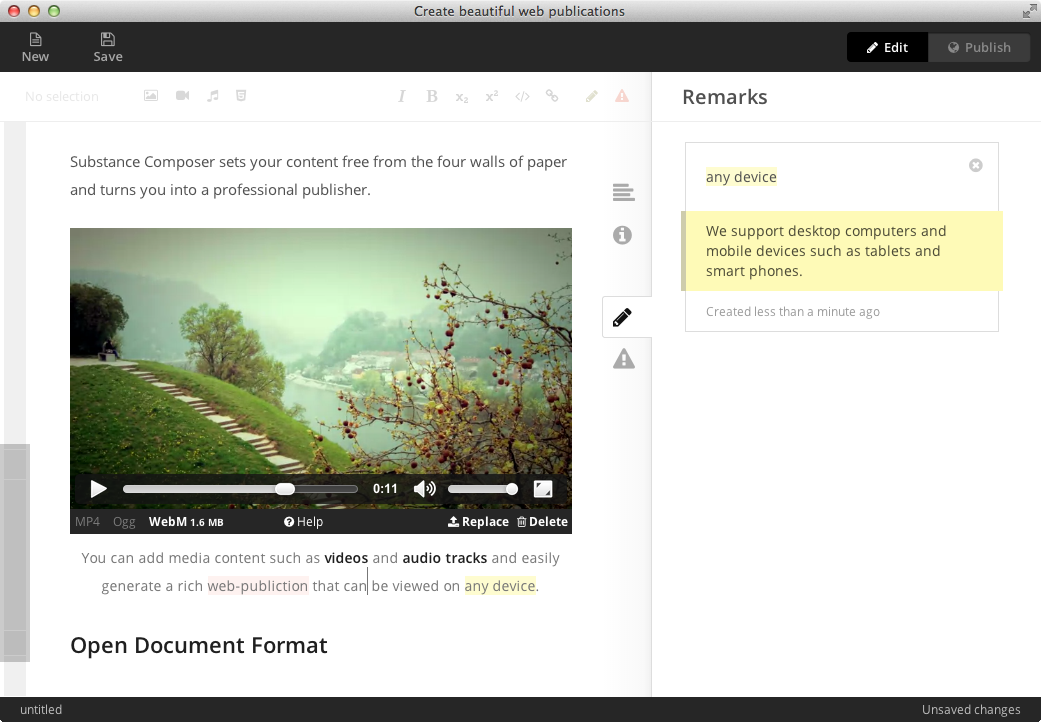 Create beautiful web publications
New
Save
Edit
Publish
No selection
I B x₂ x² </>
Remarks
Substance Composer sets your content free from the four walls of paper
and turns you into a professional publisher.
any device
We support desktop computers and
mobile devices such as tablets and
smart phones.
Created less than a minute ago
0:11
MP4 Ogg WebM 1.6 MB Help Replace Delete
You can add media content such as videos and audio tracks and easily
generate a rich web-publiction that can be viewed on any device.
Open Document Format
untitled
Unsaved changes